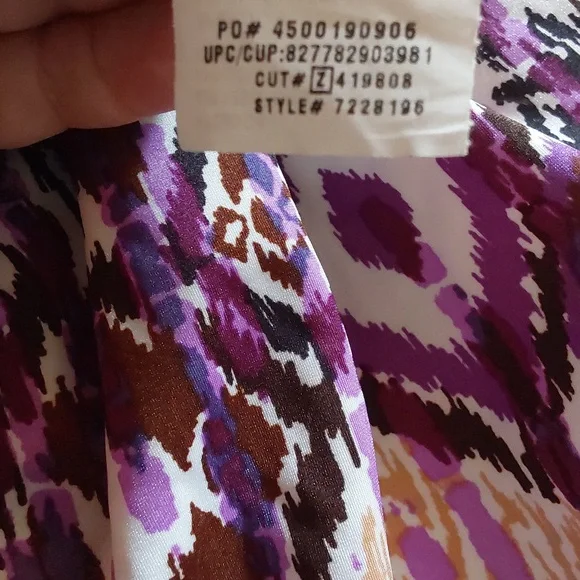 PO# 4500190906
UPC/CUP:827782903981
CUT# Z 419808
STYLE# 7228196